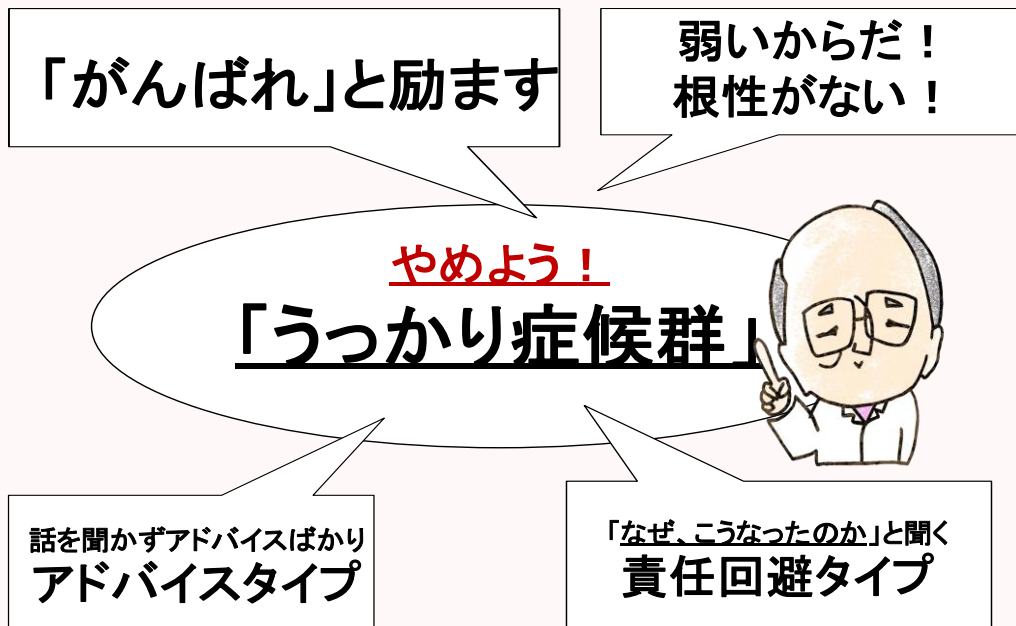 「がんばれ」と励ます
弱いからだ！
根性がない！
やめよう！
「うっかり症候群」
話を聞かずアドバイスばかり
アドバイスタイプ
「なぜ、こうなったのか」と聞く
責任回避タイプ